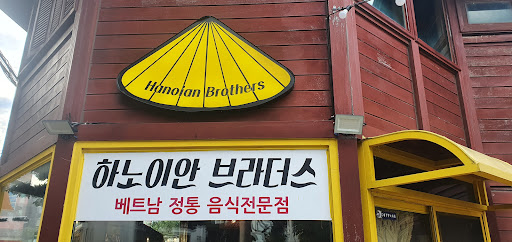 Hanoian Brothers
하노이안 브라더스
베트남 정통 음식전문점